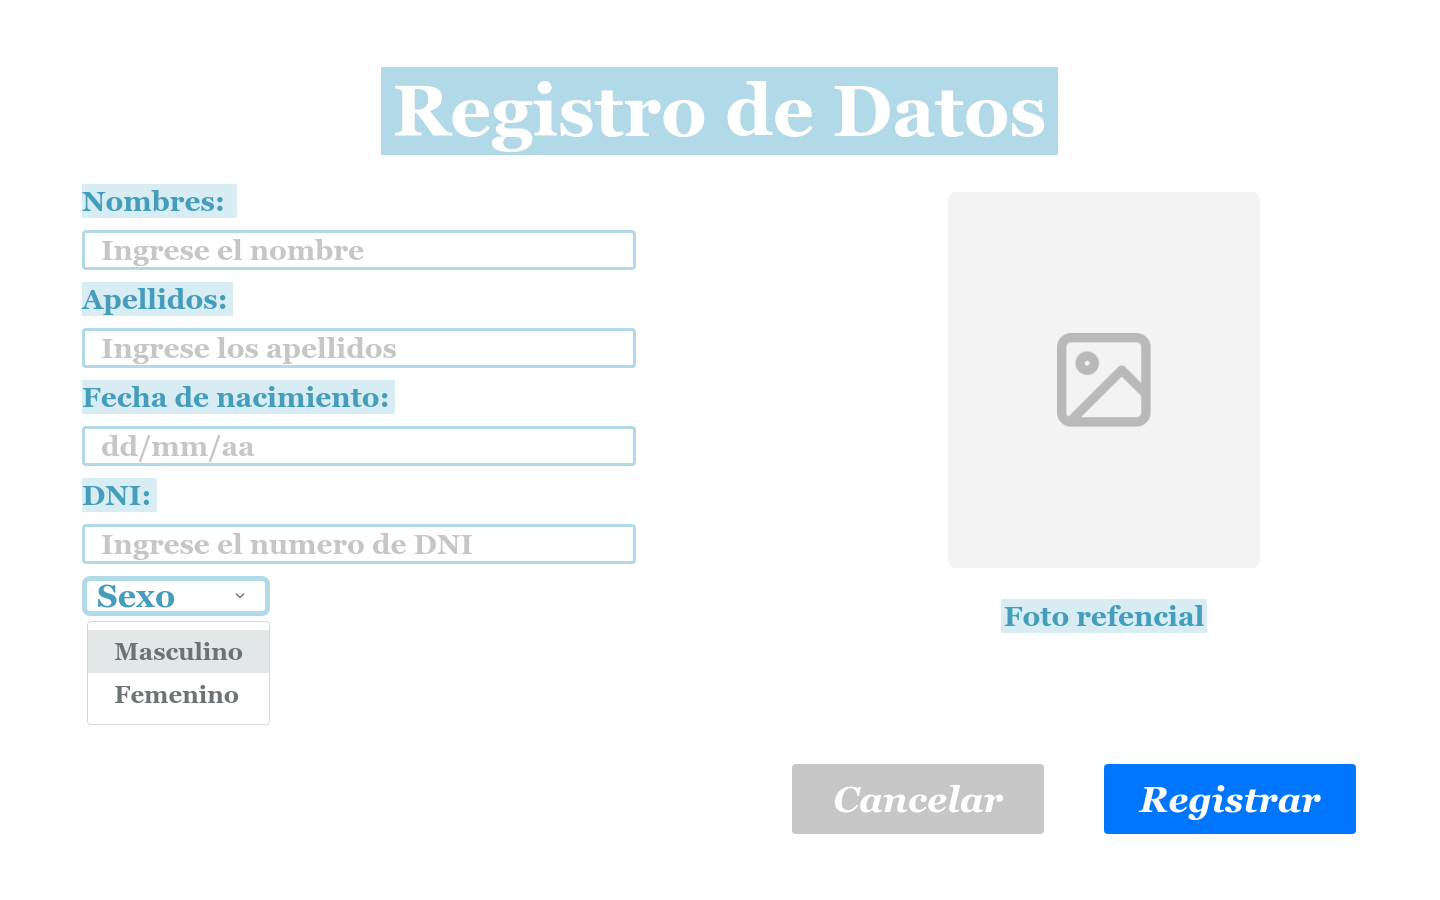 Registro de Datos
Nombres:
Ingrese el nombre
Apellidos:
Ingrese los apellidos
Fecha de nacimiento:
dd/mm/aa
DNI:
Ingrese el numero de DNI
Sexo
Masculino
Femenino
Foto refencial
Cancelar
Registrar